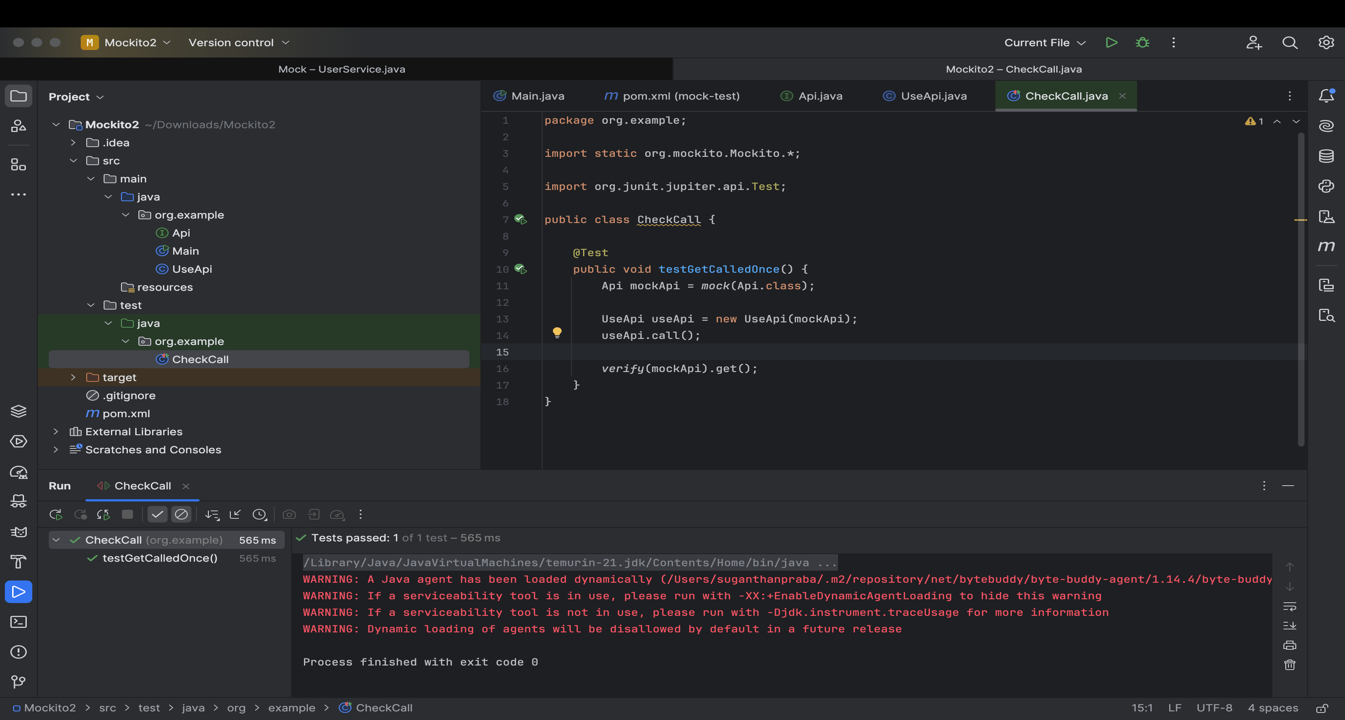 M Mockito2 Version control Current File
Mock – UserService.java Mockito2 – CheckCall.java
Project
Main.java m pom.xml (mock-test) Api.java UseApi.java CheckCall.java
Mockito2 ~/Downloads/Mockito2
.idea
src
main
java
org.example
I Api
C Main
C UseApi
resources
test
java
org.example
CheckCall
target
.gitignore
m pom.xml
External Libraries
Scratches and Consoles
1 package org.example;
2
3 import static org.mockito.Mockito.*;
4
5 import org.junit.jupiter.api.Test;
6
7 public class CheckCall {
8
9 @Test
10 public void testGetCalledOnce() {
11 Api mockApi = mock(Api.class);
12
13 UseApi useApi = new UseApi(mockApi);
14 useApi.call();
15
16 verify(mockApi).get();
17 }
18 }
1
m
Run CheckCall
CheckCall (org.example) 565 ms
testGetCalledOnce() 565 ms
Tests passed: 1 of 1 test – 565 ms
/Library/Java/JavaVirtualMachines/temurin-21.jdk/Contents/Home/bin/java ...
WARNING: A Java agent has been loaded dynamically (/Users/suganthanpraba/.m2/repository/net/bytebuddy/byte-buddy-agent/1.14.4/byte-buddy
WARNING: If a serviceability tool is in use, please run with -XX:+EnableDynamicAgentLoading to hide this warning
WARNING: If a serviceability tool is not in use, please run with -Djdk.instrument.traceUsage for more information
WARNING: Dynamic loading of agents will be disallowed by default in a future release
Process finished with exit code 0
Mockito2 > src > test > java > org > example > CheckCall 15:1 LF UTF-8 4 spaces